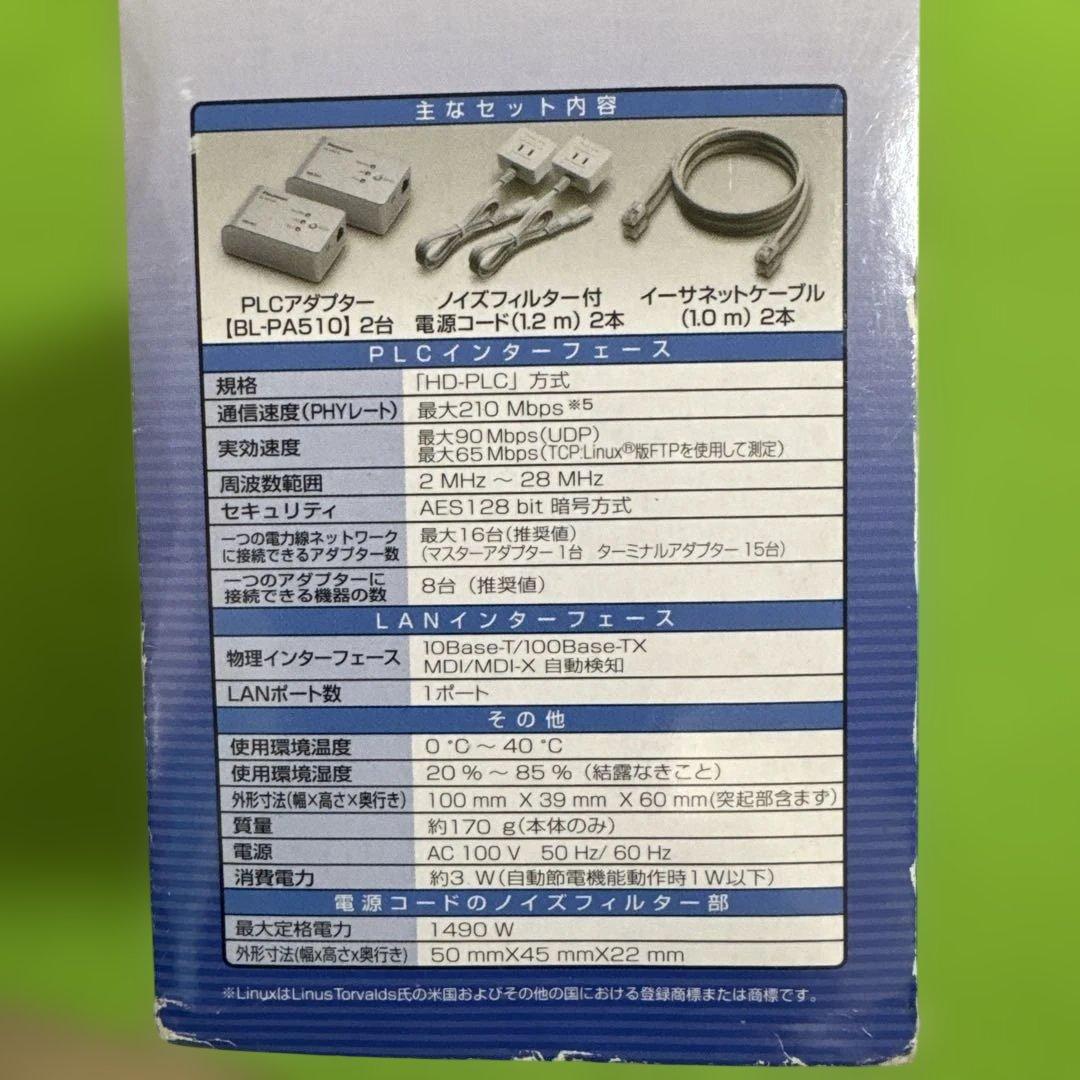 主なセット内容
PLCアダプター
【BL-PA510】2台
ノイズフィルター付
電源コード(1.2 m) 2本
イーサネットケーブル
(1.0 m) 2本
PLCインターフェース
規格 「HD-PLC」方式
通信速度(PHYレート) 最大210 Mbps※5
実効速度 最大90 Mbps(UDP)
最大65 Mbps(TCP:Linux®版FTPを使用して測定)
周波数範囲 2 MHz ～ 28 MHz
セキュリティ AES128 bit 暗号方式
一つの電力線ネットワーク
に接続できるアダプター数
最大16台(推奨値)
(マスターアダプター 1台 ターミナルアダプター 15台)
一つのアダプターに
接続できる機器の数
8台 (推奨値)
LANインターフェース
物理インターフェース 10Base-T/100Base-TX
MDI/MDI-X 自動検知
LANポート数 1ポート
その他
使用環境温度 0 ℃ ～ 40 ℃
使用環境湿度 20 % ～ 85 % (結露なきこと)
外形寸法(幅×高さ×奥行き) 100 mm X 39 mm X 60 mm(突起部含まず)
質量 約170 g(本体のみ)
電源 AC 100 V 50 Hz/ 60 Hz
消費電力 約3 W(自動節電機能動作時1W以下)
電源コードのノイズフィルター部
最大定格電力 1490 W
外形寸法(幅x高さx奥行き) 50 mmX45 mmX22 mm
※LinuxはLinus Torvalds氏の米国およびその他の国における登録商標または商標です。